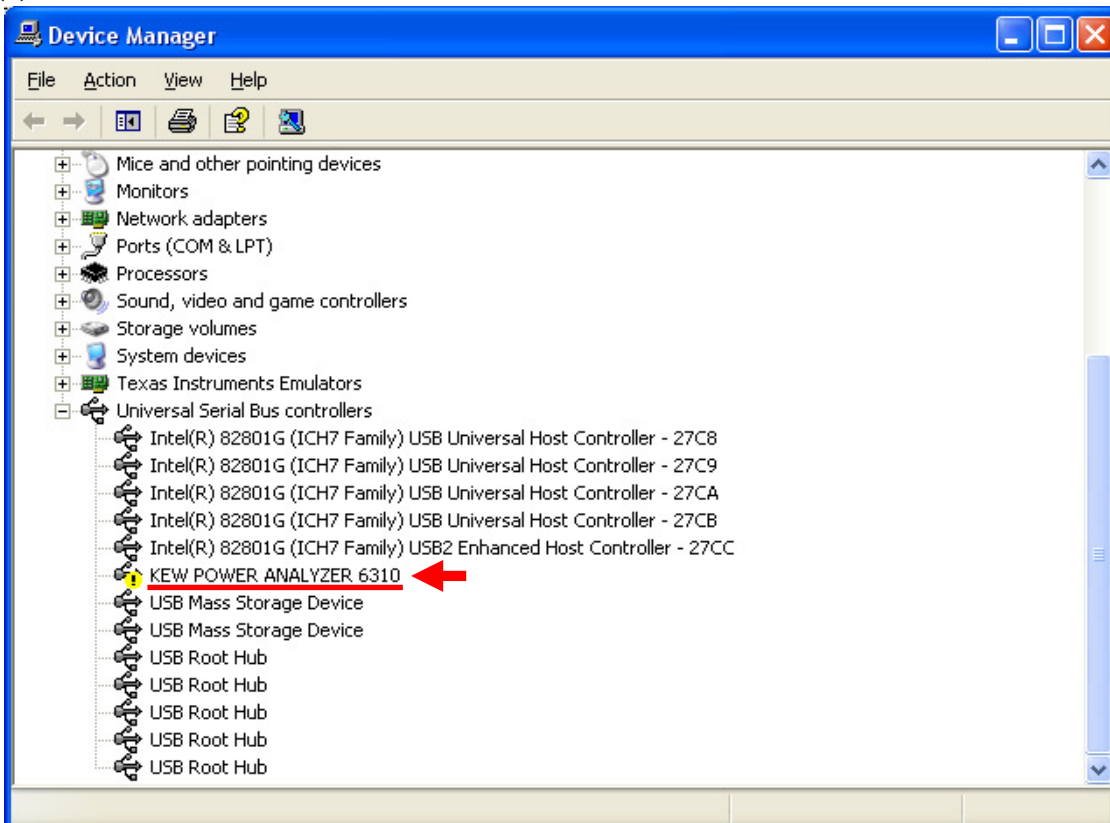 Device Manager
File Action View Help
Mice and other pointing devices
Monitors
Network adapters
Ports (COM & LPT)
Processors
Sound, video and game controllers
Storage volumes
System devices
Texas Instruments Emulators
Universal Serial Bus controllers
Intel(R) 82801G (ICH7 Family) USB Universal Host Controller - 27C8
Intel(R) 82801G (ICH7 Family) USB Universal Host Controller - 27C9
Intel(R) 82801G (ICH7 Family) USB Universal Host Controller - 27CA
Intel(R) 82801G (ICH7 Family) USB Universal Host Controller - 27CB
Intel(R) 82801G (ICH7 Family) USB2 Enhanced Host Controller - 27CC
KEW POWER ANALYZER 6310
USB Mass Storage Device
USB Mass Storage Device
USB Root Hub
USB Root Hub
USB Root Hub
USB Root Hub
USB Root Hub